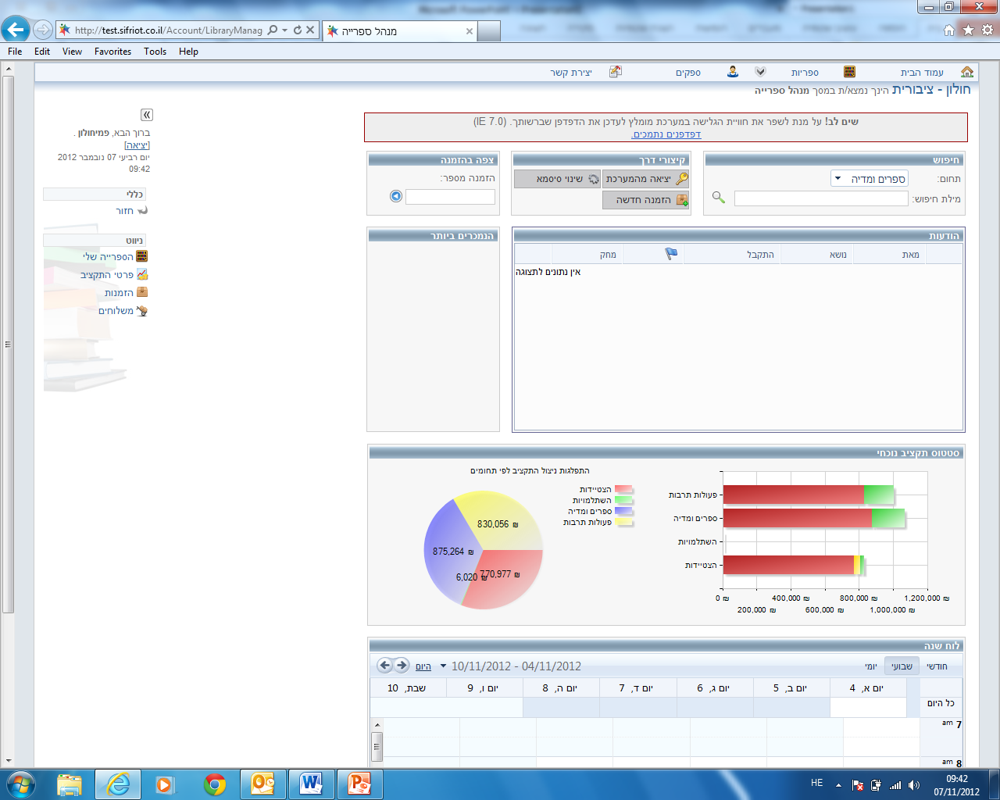 http://test.sifriot.co.il/Account/LibraryManag
מנהל ספרייה
File Edit View Favorites Tools Help
עמוד הבית ספריות ספקים יצירת קשר
חולון - ציבורית הינך נמצא/ת במסך מנהל ספרייה
ברוך הבא, פמיחולון .
[יציאה]
יום רביעי 07 נובמבר 2012
09:42
כללי
חזור
ניווט
הספרייה שלי
פרטי התקציב
הזמנות
משלוחים
שים לב! על מנת לשפר את חוויית הגלישה במערכת מומלץ לעדכן את הדפדפן שברשותך. (IE 7.0)
דפדפנים נתמכים.
חיפוש
תחום: ספרים ומדיה
מילת חיפוש:
קיצורי דרך
יציאה מהמערכת שינוי סיסמא
הזמנה חדשה
צפה בהזמנה
הזמנה מספר:
הודעות
מאת נושא התקבל מחק
אין נתונים לתצוגה
הנמכרים ביותר
סטטוס תקציב נוכחי
פעולות תרבות
ספרים ומדיה
השתלמויות
הצטיידות
0 ₪ 400,000 ₪ 800,000 ₪ 1,200,000 ₪
200,000 ₪ 600,000 ₪ 1,000,000 ₪
התפלגות ניצול התקציב לפי תחומים
הצטיידות
השתלמויות
ספרים ומדיה
פעולות תרבות
830,056 ₪
875,264 ₪
6,020 ₪
770,977 ₪
לוח שנה
חודשי שבועי יומי
10/11/2012 - 04/11/2012
היום
יום א, 4 יום ב, 5 יום ג, 6 יום ד, 7 יום ה, 8 יום ו, 9 שבת, 10
כל היום
7 am
8 am
HE
09:42
07/11/2012